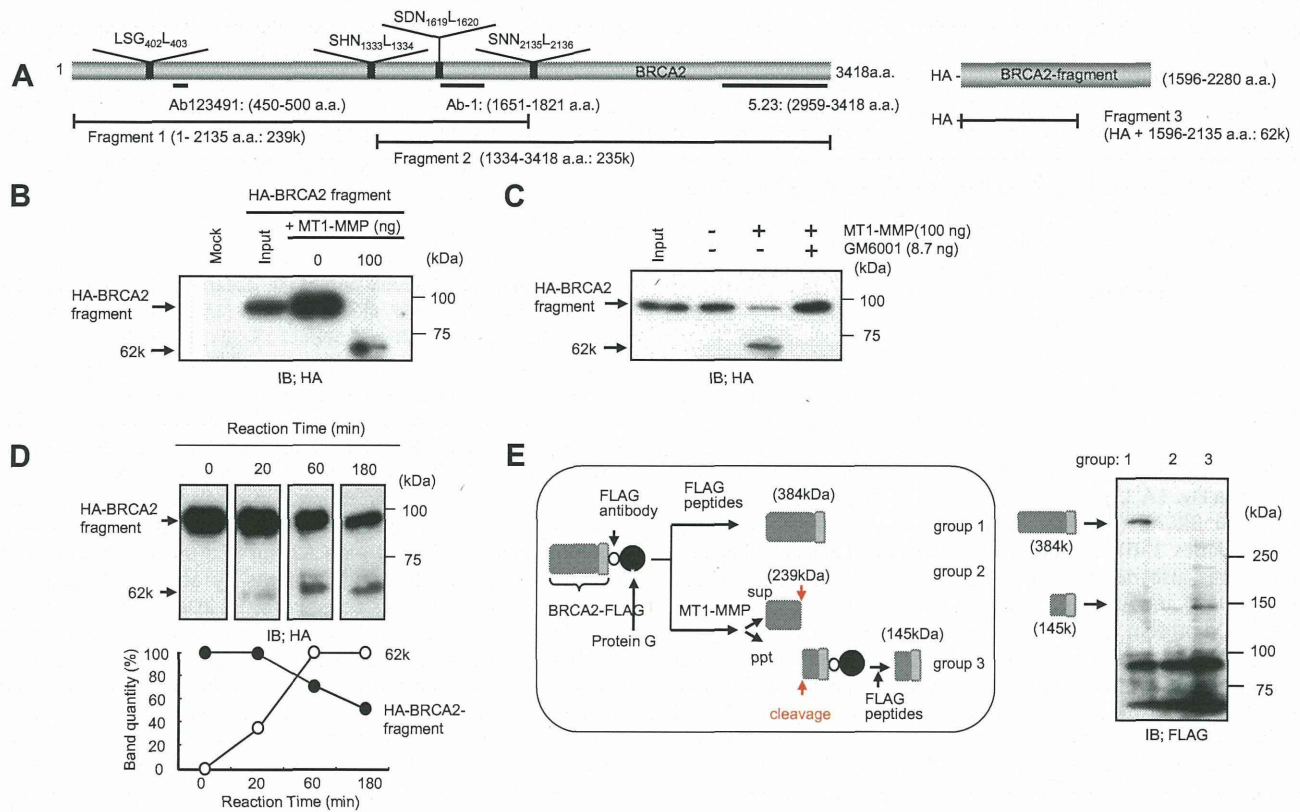 A
1
LSG402L403
SHN1333L1334
SDN1619L1620
SNN2135L2136
BRCA2
3418a.a.
Ab123491: (450-500 a.a.)
Ab-1: (1651-1821 a.a.)
5.23: (2959-3418 a.a.)
Fragment 1 (1- 2135 a.a.: 239k)
Fragment 2 (1334-3418 a.a.: 235k)
HA -
BRCA2-fragment
(1596-2280 a.a.)
HA
Fragment 3
(HA + 1596-2135 a.a.: 62k)
B
HA-BRCA2 fragment
+ MT1-MMP (ng)
Mock
Input
0
100
(kDa)
HA-BRCA2
fragment
100
75
62k
IB; HA
C
Input
- + + MT1-MMP(100 ng)
- - + GM6001 (8.7 ng)
(kDa)
HA-BRCA2
fragment
100
75
62k
IB; HA
D
Reaction Time (min)
0 20 60 180
(kDa)
HA-BRCA2
fragment
100
75
62k
IB; HA
Band quantity (%)
100
80
60
40
20
0
62k
HA-BRCA2-
fragment
0 20 60 180
Reaction Time (min)
E
FLAG
antibody
FLAG
peptides
(384kDa)
group 1
BRCA2-FLAG
Protein G
MT1-MMP
sup
(239kDa)
group 2
ppt
(145kDa)
group 3
cleavage
FLAG
peptides
group: 1 2 3
(kDa)
(384k)
250
(145k)
150
100
75
IB; FLAG